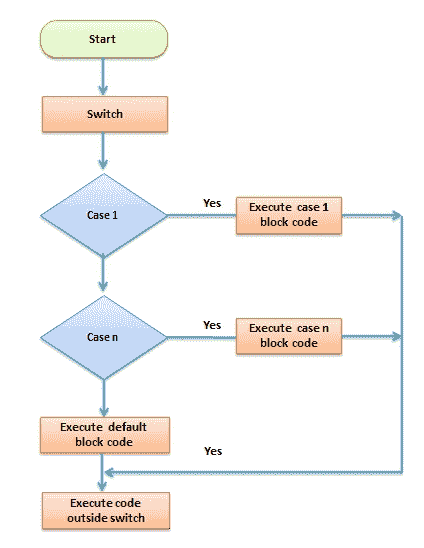 Start
Switch
Case 1
Yes
Execute case 1
block code
Case n
Yes
Execute case n
block code
Execute default
block code
Yes
Execute code
outside switch